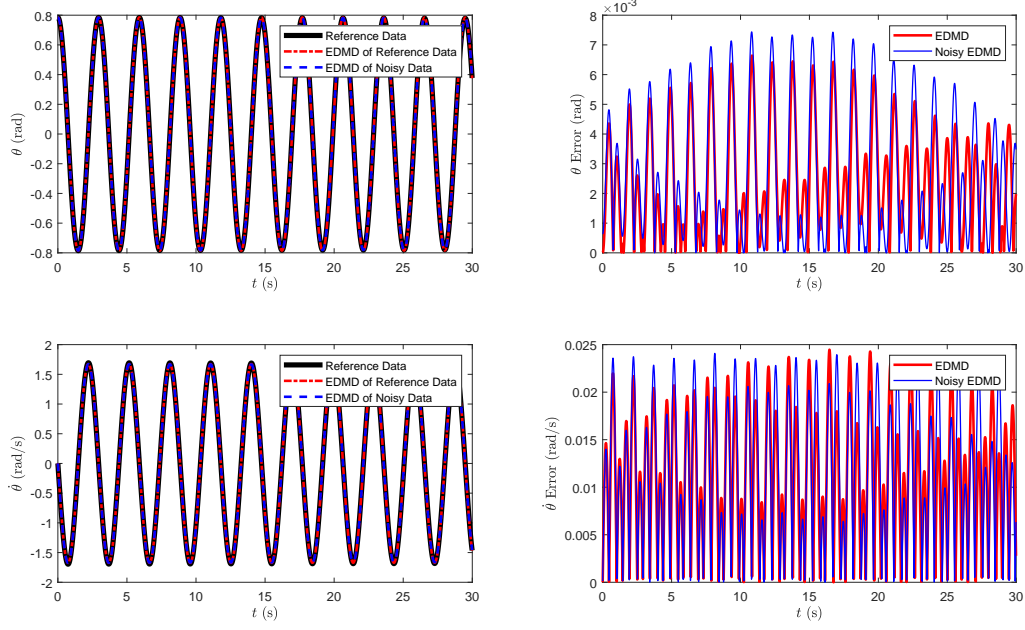 0.8
0.6
0.4
0.2
0
-0.2
-0.4
-0.6
-0.8
θ (rad)
0 5 10 15 20 25 30
t (s)
Reference Data
EDMD of Reference Data
EDMD of Noisy Data
×10⁻³
8
7
6
5
4
3
2
1
0
θ Error (rad)
0 5 10 15 20 25 30
t (s)
EDMD
Noisy EDMD
2
1.5
1
0.5
0
-0.5
-1
-1.5
-2
θ̇ (rad/s)
0 5 10 15 20 25 30
t (s)
Reference Data
EDMD of Reference Data
EDMD of Noisy Data
0.025
0.02
0.015
0.01
0.005
0
θ̇ Error (rad/s)
0 5 10 15 20 25 30
t (s)
EDMD
Noisy EDMD